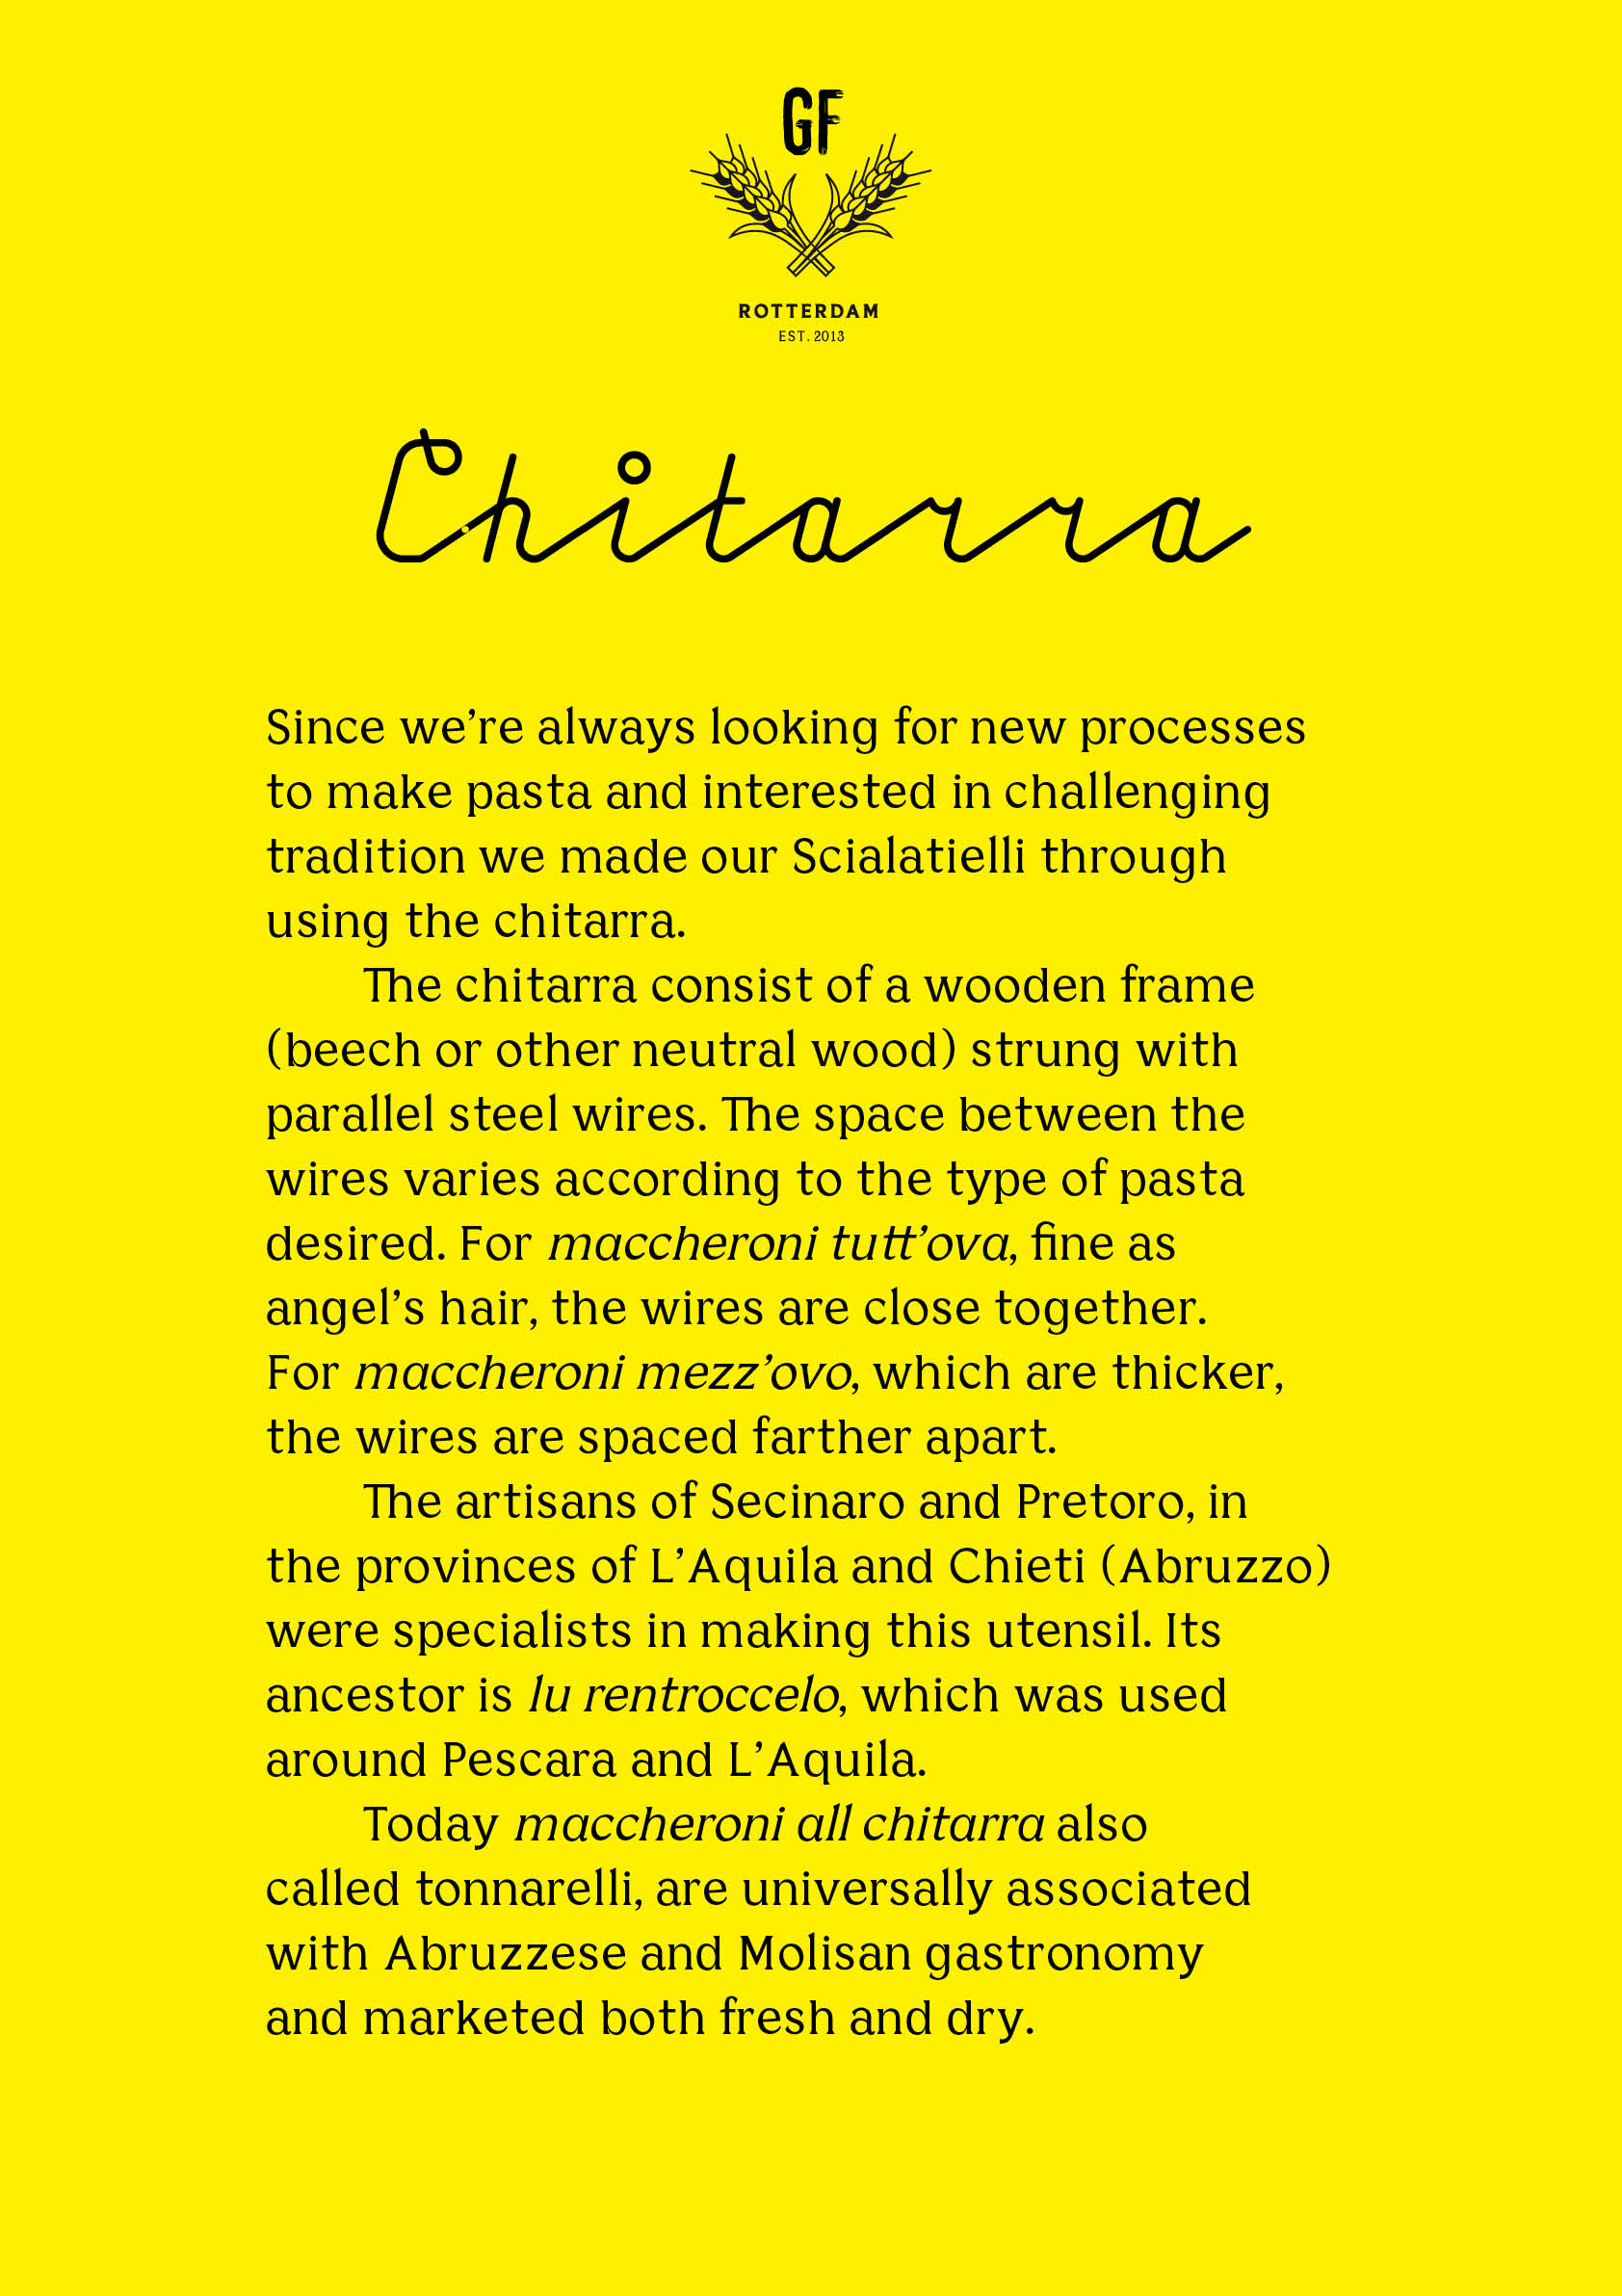 GF
ROTTERDAM
EST. 2013
Chitarra
Since we’re always looking for new processes
to make pasta and interested in challenging
tradition we made our Scialatielli through
using the chitarra.
The chitarra consist of a wooden frame
(beech or other neutral wood) strung with
parallel steel wires. The space between the
wires varies according to the type of pasta
desired. For maccheroni tutt’ova, fine as
angel’s hair, the wires are close together.
For maccheroni mezz’ovo, which are thicker,
the wires are spaced farther apart.
The artisans of Secinaro and Pretoro, in
the provinces of L’Aquila and Chieti (Abruzzo)
were specialists in making this utensil. Its
ancestor is lu rentroccelo, which was used
around Pescara and L’Aquila.
Today maccheroni all chitarra also
called tonnarelli, are universally associated
with Abruzzese and Molisan gastronomy
and marketed both fresh and dry.